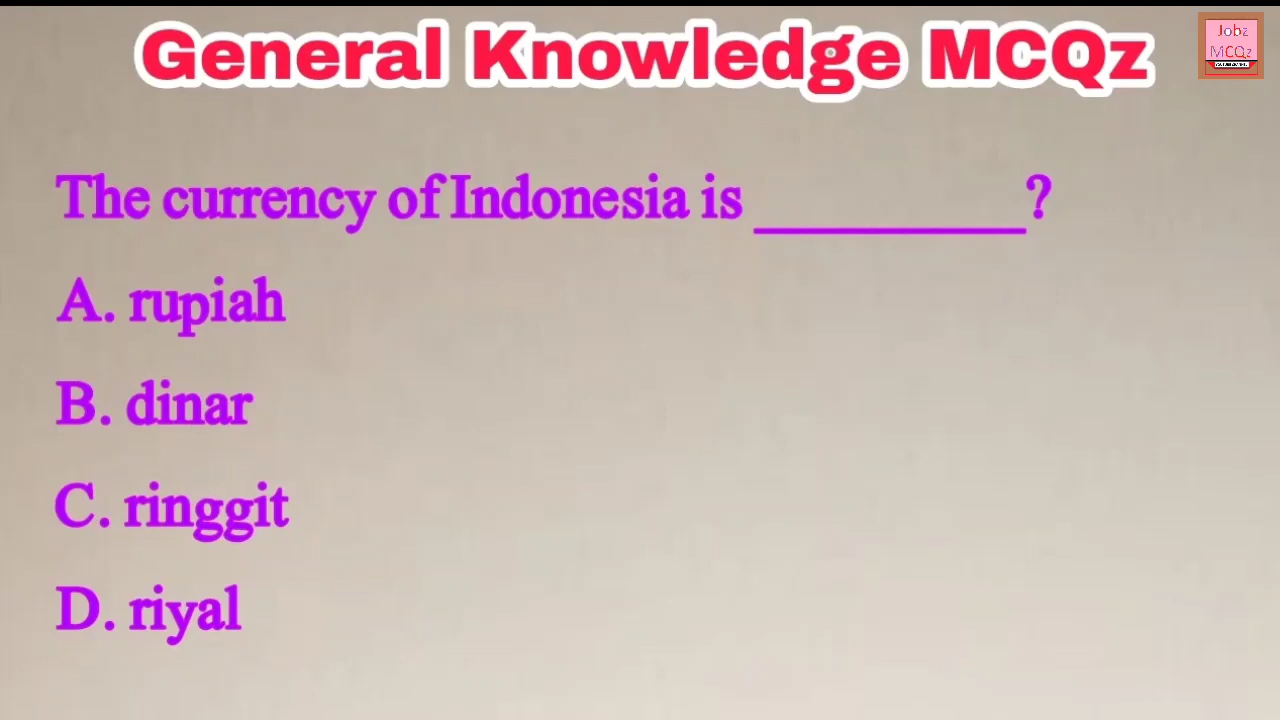 General Knowledge MCQz
Jobz
MCQz
The currency of Indonesia is _________?
A. rupiah
B. dinar
C. ringgit
D. riyal